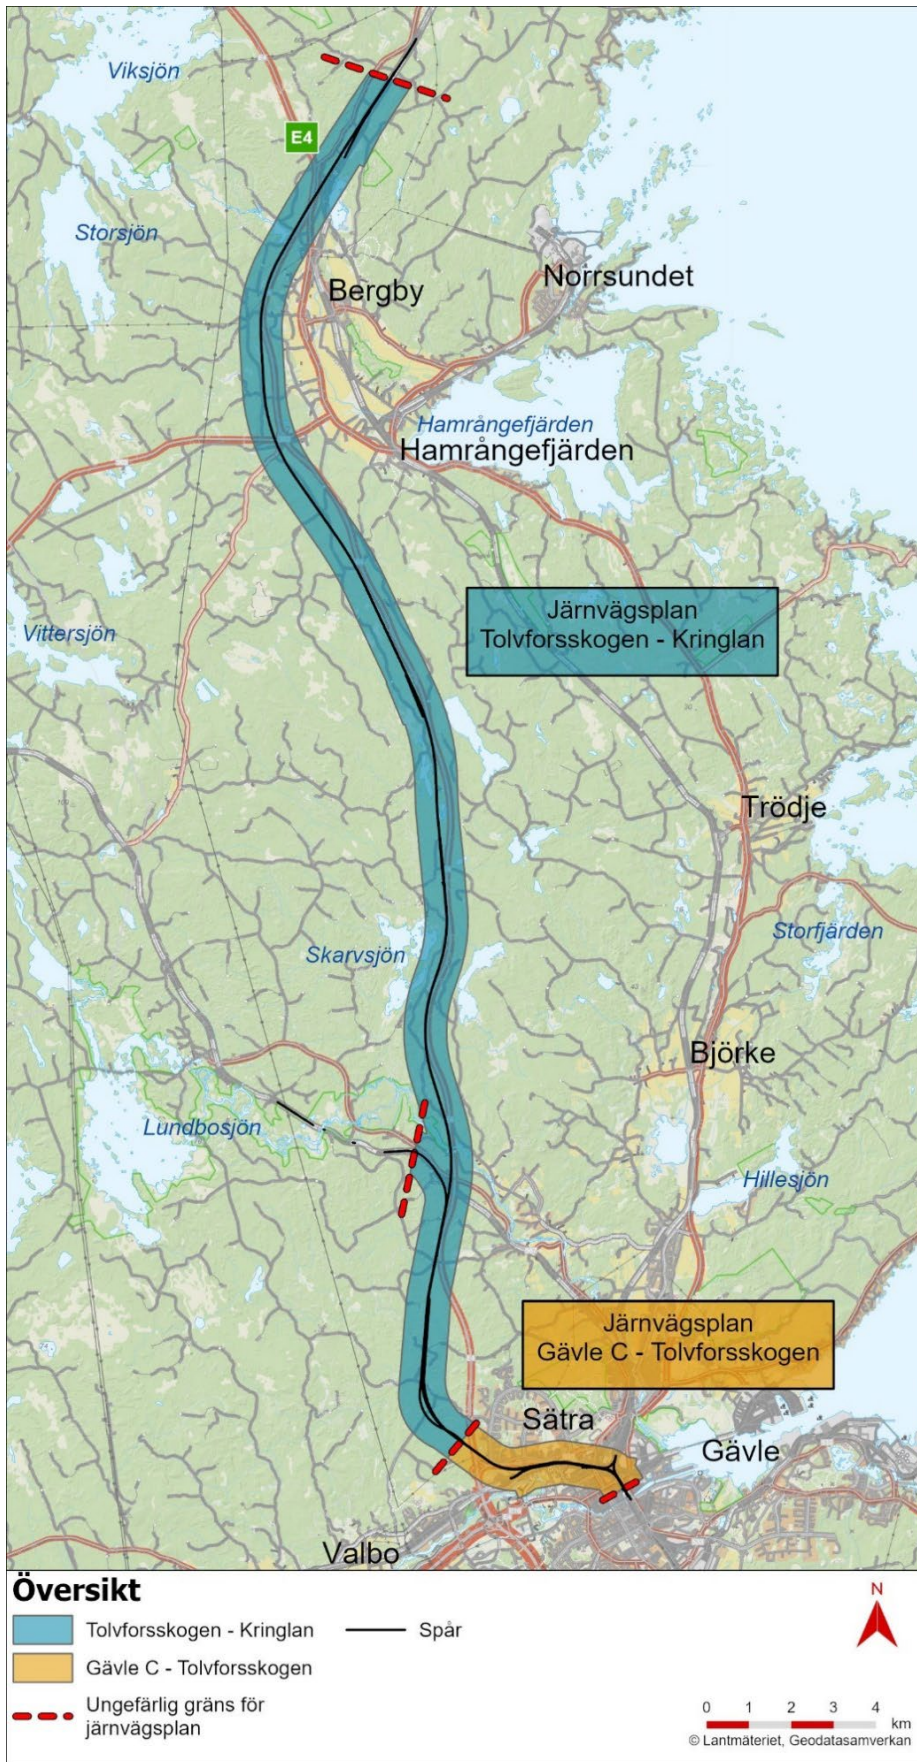 Viksjön
E4
Storsjön
Norrsundet
Bergby
Hamrångefjärden
Hamrångefjärden
Järnvägsplan
Tolvforsskogen - Kringlan
Vittersjön
Trödje
Storfjärden
Skarvsjön
Björke
Lundbosjön
Hillesjön
Järnvägsplan
Gävle C - Tolvforsskogen
Sätra
Gävle
Valbo
Översikt
Tolvforsskogen - Kringlan
Spår
Gävle C - Tolvforsskogen
Ungefärlig gräns för
järnvägsplan
N
0 1 2 3 4
km
© Lantmäteriet, Geodatasamverkan